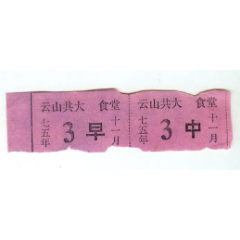 云山共大 食堂
七五年 3 早 十一月
云山共大 食堂
七五年 3 中 十一月